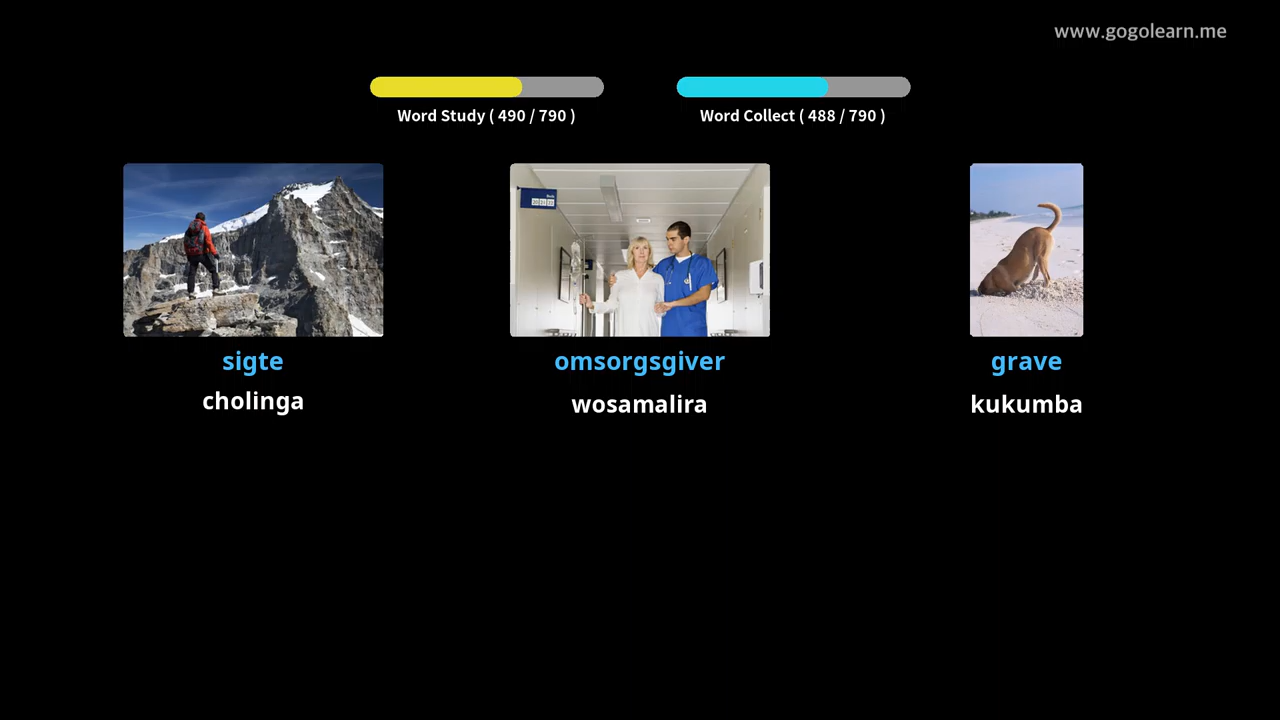 www.gogolearn.me
Word Study ( 490 / 790 )
Word Collect ( 488 / 790 )
sigte
omsorgsgiver
grave
cholinga
wosamalira
kukumba